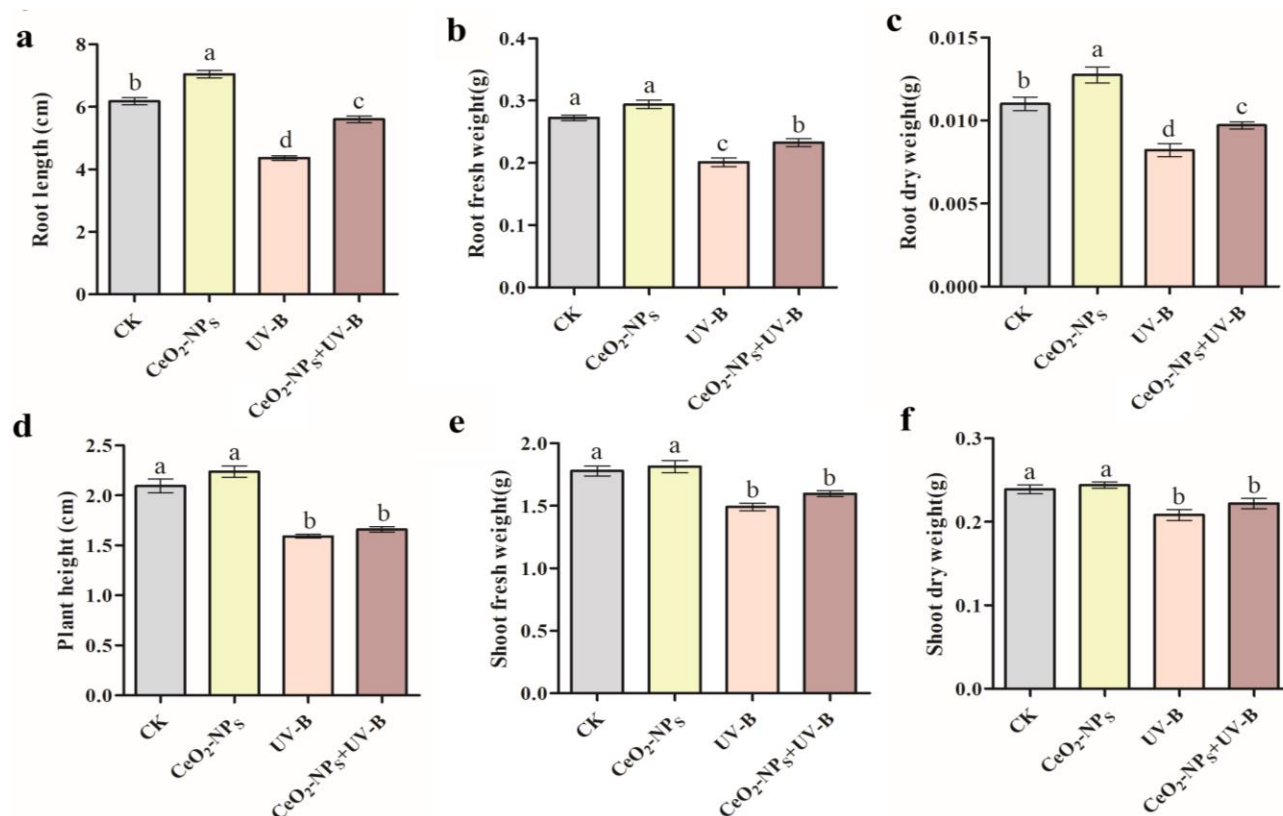 a
Root length (cm)
8
6
4
2
0
b
a
d
c
CK
CeO₂-NPS
UV-B
CeO₂-NPS+UV-B
b
Root fresh weight(g)
0.4
0.3
0.2
0.1
0.0
a
a
c
b
CK
CeO₂-NPS
UV-B
CeO₂-NPS+UV-B
c
Root dry weight(g)
0.015
0.010
0.005
0.000
b
a
d
c
CK
CeO₂-NPS
UV-B
CeO₂-NPS+UV-B
d
Plant height (cm)
2.5
2.0
1.5
1.0
0.5
0.0
a
a
b
b
CK
CeO₂-NPS
UV-B
CeO₂-NPS+UV-B
e
Shoot fresh weight(g)
2.0
1.5
1.0
0.5
0.0
a
a
b
b
CK
CeO₂-NPS
UV-B
CeO₂-NPS+UV-B
f
Shoot dry weight(g)
0.3
0.2
0.1
0.0
a
a
b
b
CK
CeO₂-NPS
UV-B
CeO₂-NPS+UV-B